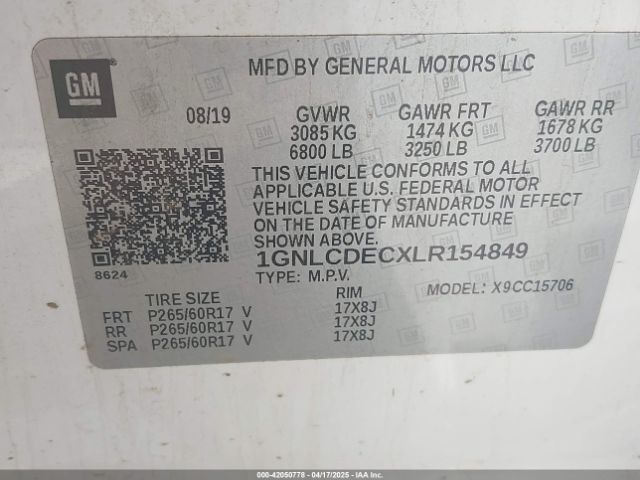 GM
MFD BY GENERAL MOTORS LLC
08/19 GVWR GAWR FRT GAWR RR
3085 KG 1474 KG 1678 KG
6800 LB 3250 LB 3700 LB
THIS VEHICLE CONFORMS TO ALL
APPLICABLE U.S. FEDERAL MOTOR
VEHICLE SAFETY STANDARDS IN EFFECT
ON THE DATE OF MANUFACTURE
SHOWN ABOVE.
1GNLCDECXLR154849
8624
TYPE: M.P.V. MODEL: X9CC15706
TIRE SIZE RIM
FRT P265/60R17 V 17X8J
RR P265/60R17 V 17X8J
SPA P265/60R17 V 17X8J
000-42050778 - 04/17/2025 - IAAI.COM